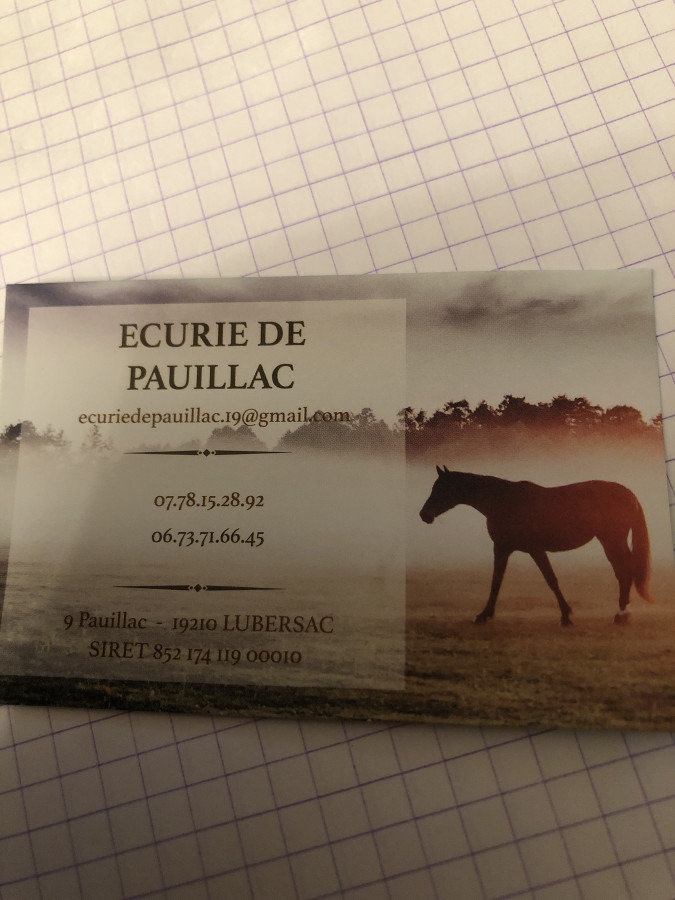 ECURIE DE
PAUILLAC
ecuriedepauillac.19@gmail.com
07.78.15.28.92
06.73.71.66.45
9 Pauillac - 19210 LUBERSAC
SIRET 852 174 119 00010